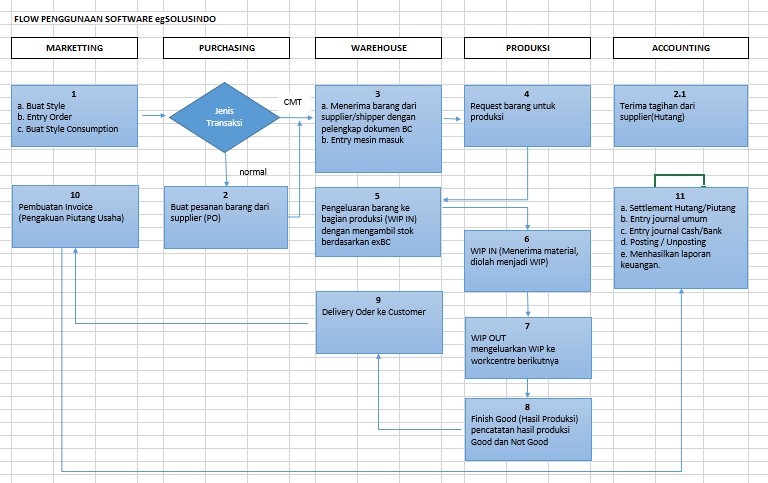 FLOW PENGGUNAAN SOFTWARE egSOLUSINDO
MARKETTING
PURCHASING
WAREHOUSE
PRODUKSI
ACCOUNTING
1
a. Buat Style
b. Entry Order
c. Buat Style Consumption
Jenis
Transaksi
CMT
normal
3
a. Menerima barang dari
supplier/shipper dengan
pelengkap dokumen BC
b. Entry mesin masuk
4
Request barang untuk
produksi
2.1
Terima tagihan dari
supplier(Hutang)
10
Pembuatan Invoice
(Pengakuan Piutang Usaha)
2
Buat pesanan barang dari
supplier (PO)
5
Pengeluaran barang ke
bagian produksi (WIP IN)
dengan mengambil stok
berdasarkan exBC
6
WIP IN (Menerima material,
diolah menjadi WIP)
11
a. Settlement Hutang/Piutang
b. Entry journal umum
c. Entry journal Cash/Bank
d. Posting / Unposting
e. Menhasilkan laporan
keuangan.
9
Delivery Oder ke Customer
7
WIP OUT
mengeluarkan WIP ke
workcentre berikutnya
8
Finish Good (Hasil Produksi)
pencatatan hasil produksi
Good dan Not Good